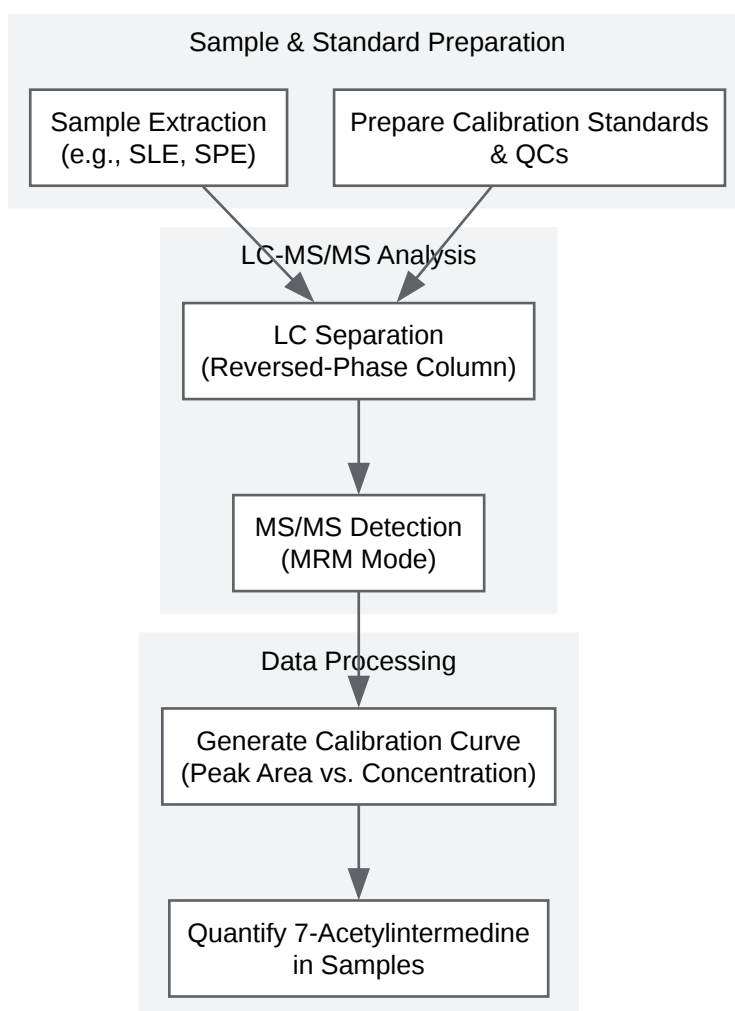 Sample & Standard Preparation
Sample Extraction
(e.g., SLE, SPE)
Prepare Calibration Standards
& QCs
LC-MS/MS Analysis
LC Separation
(Reversed-Phase Column)
MS/MS Detection
(MRM Mode)
Data Processing
Generate Calibration Curve
(Peak Area vs. Concentration)
Quantify 7-Acetylintermedine
in Samples